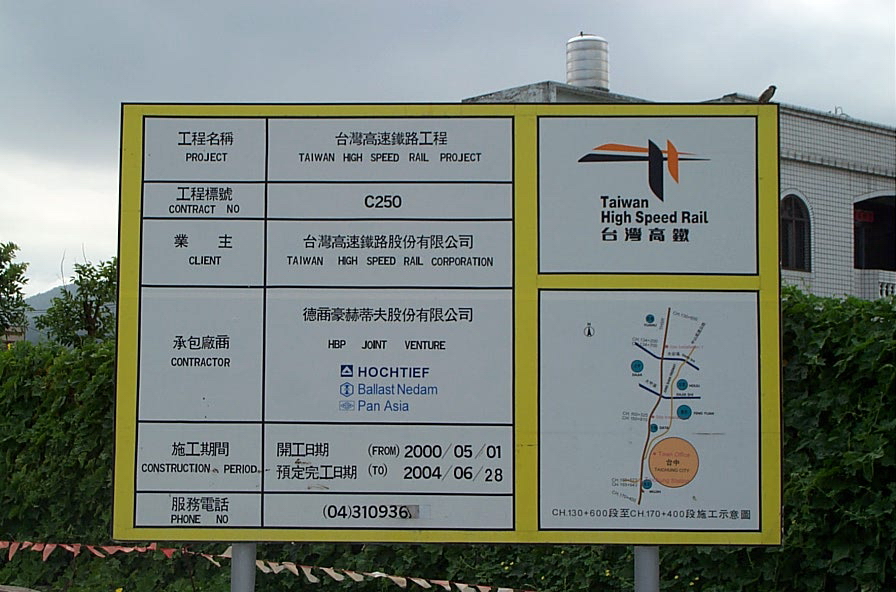 工程名稱
PROJECT
台灣高速鐵路工程
TAIWAN HIGH SPEED RAIL PROJECT
工程標號
CONTRACT NO
C250
業 主
CLIENT
台灣高速鐵路股份有限公司
TAIWAN HIGH SPEED RAIL CORPORATION
承包廠商
CONTRACTOR
德商豪赫蒂夫股份有限公司
HBP JOINT VENTURE
HOCHTIEF
Ballast Nedam
Pan Asia
施工期間
CONSTRUCTION PERIOD
開工日期 (FROM) 2000/05/01
預定完工日期 (TO) 2004/06/28
服務電話
PHONE NO
(04)310936
Taiwan
High Speed Rail
台灣高鐵
Town Office
台中
TAICHUNG CITY
CH.130+600段至CH.170+400段施工示意圖